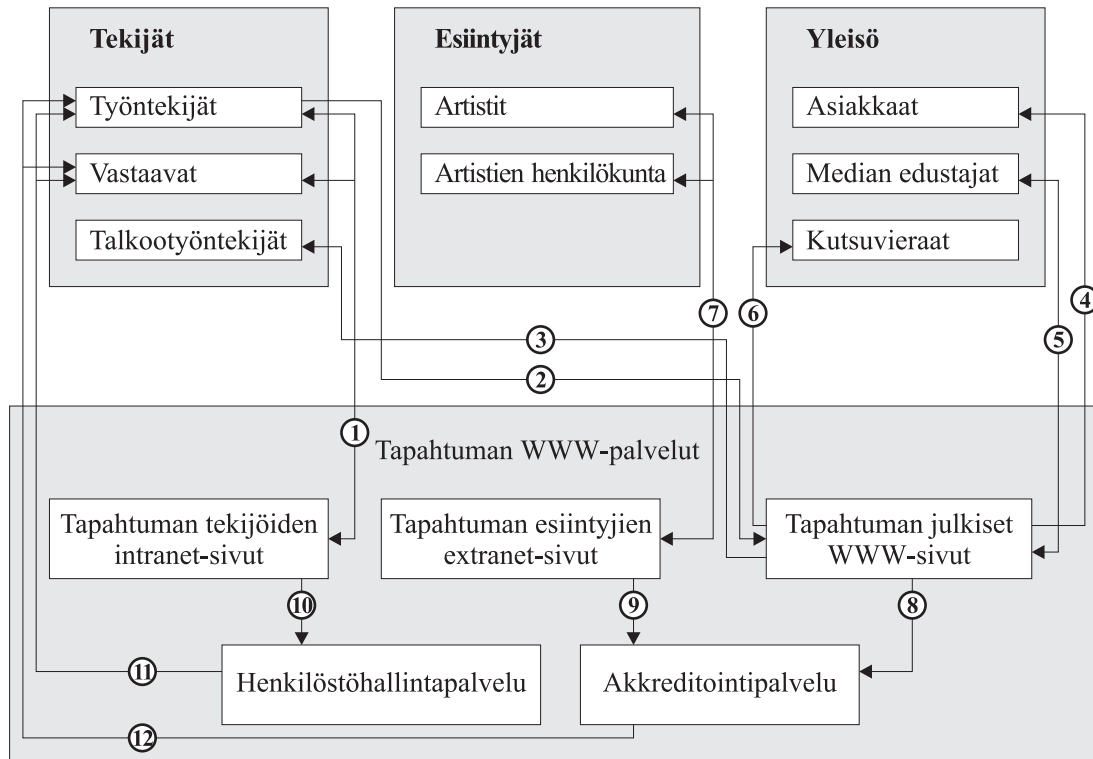 Tekijät
Työntekijät
Vastaavat
Talkootyöntekijät
Esiintyjät
Artistit
Artistien henkilökunta
Yleisö
Asiakkaat
Median edustajat
Kutsuvieraat
7
6
4
3
5
2
1
Tapahtuman WWW-palvelut
Tapahtuman tekijöiden
intranet-sivut
Tapahtuman esiintyjien
extranet-sivut
Tapahtuman julkiset
WWW-sivut
10
9
8
11
Henkilöstöhallintapalvelu
Akkreditointipalvelu
12